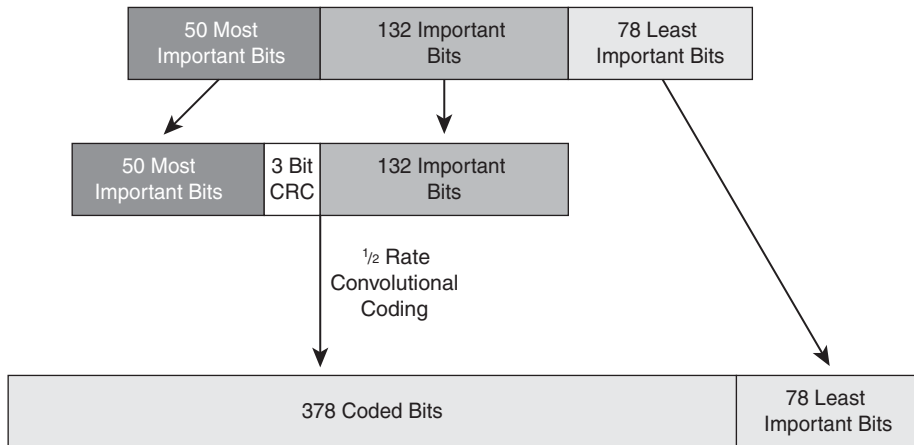 50 Most
Important Bits
132 Important
Bits
78 Least
Important Bits
50 Most
Important Bits
3 Bit
CRC
132 Important
Bits
1/2 Rate
Convolutional
Coding
378 Coded Bits
78 Least
Important Bits